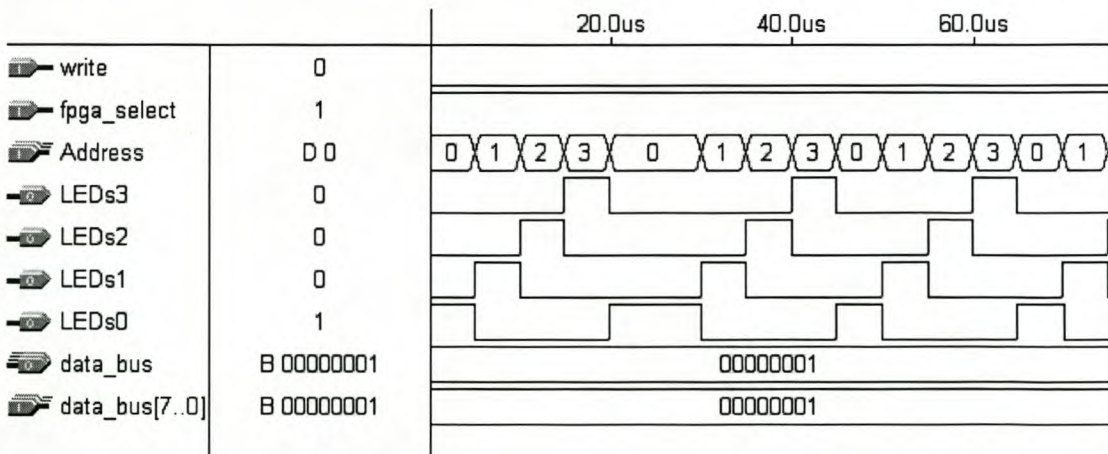 20.0us 40.0us 60.0us
write 0
fpga_select 1
Address D 0 0 1 2 3 0 1 2 3 0 1 2 3 0 1
LEDs3 0
LEDs2 0
LEDs1 0
LEDs0 1
data_bus B 00000001 00000001
data_bus[7..0] B 00000001 00000001